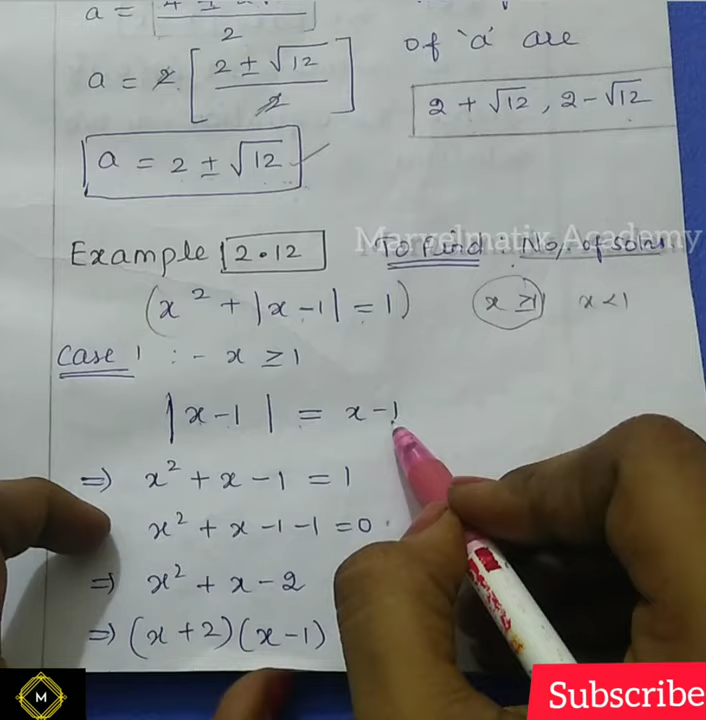 a =
2
a = 2 [ 2 ± √12 / 2 ]
a = 2 ± √12
of 'a' are
2 + √12 , 2 - √12
Marvelmatix Academy
Example 2.12
To find : No. of solns
(x² + |x - 1| = 1)
x ≥ 1 x < 1
Case 1 : - x ≥ 1
|x - 1| = x - 1
⇒ x² + x - 1 = 1
x² + x - 1 - 1 = 0
⇒ x² + x - 2
⇒ (x + 2)(x - 1)
M
Subscribe